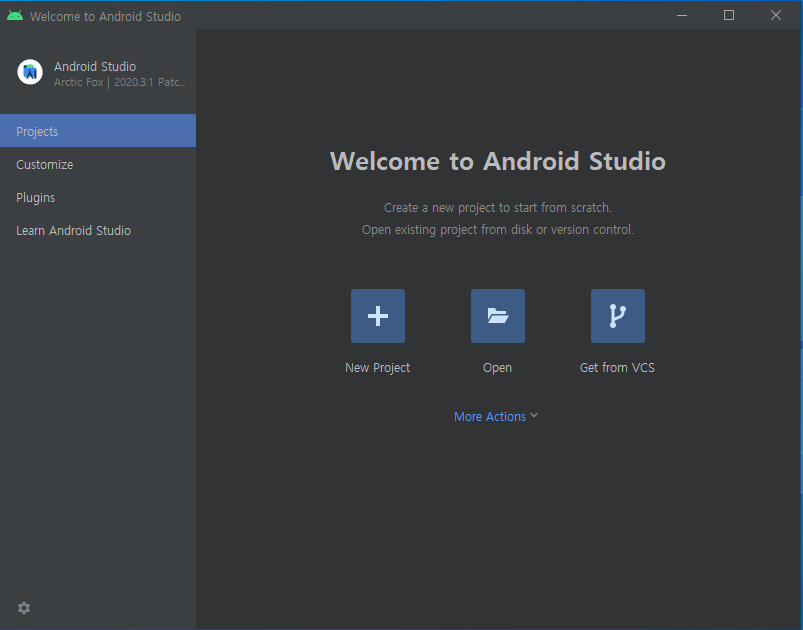 Welcome to Android Studio
Android Studio
Arctic Fox | 2020.3.1 Patc...
Projects
Customize
Plugins
Learn Android Studio
Welcome to Android Studio
Create a new project to start from scratch.
Open existing project from disk or version control.
New Project
Open
Get from VCS
More Actions